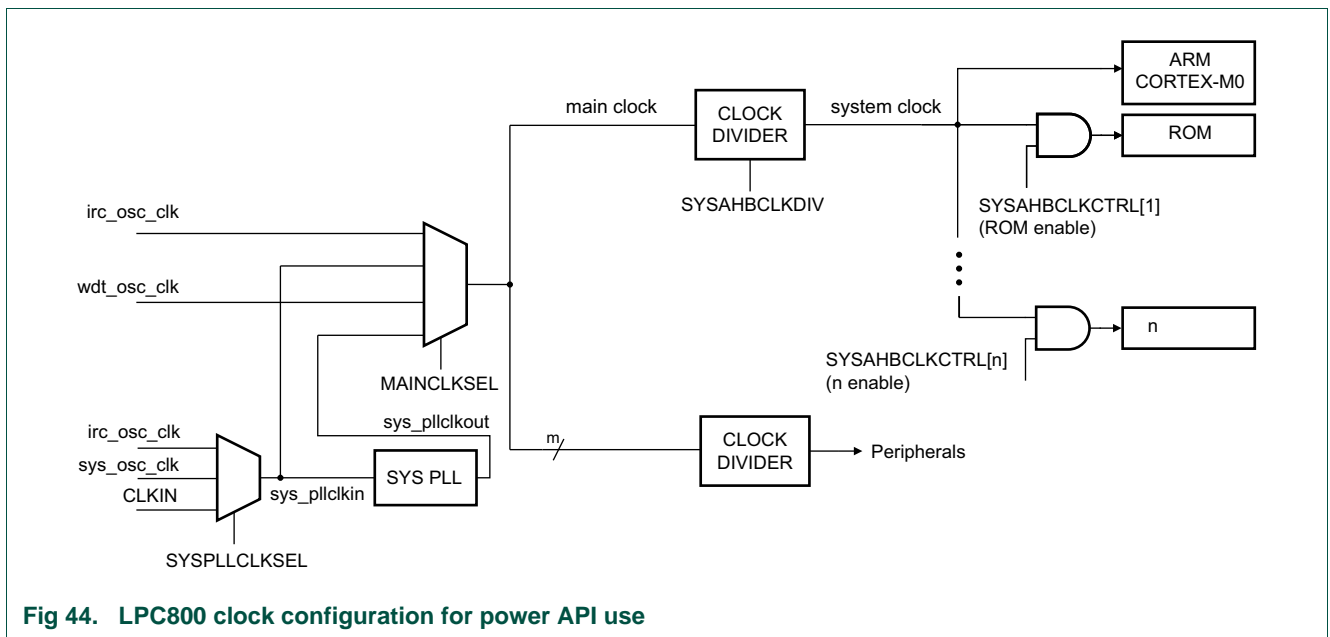 ARM
CORTEX-M0
main clock
CLOCK
DIVIDER
system clock
ROM
SYSAHBCLKDIV
SYSAHBCLKCTRL[1]
(ROM enable)
irc_osc_clk
wdt_osc_clk
n
SYSAHBCLKCTRL[n]
(n enable)
MAINCLKSEL
sys_pllclkout
irc_osc_clk
sys_osc_clk
CLKIN
sys_pllclkin
SYS PLL
m
CLOCK
DIVIDER
Peripherals
SYSPLLCLKSEL
Fig 44. LPC800 clock configuration for power API use